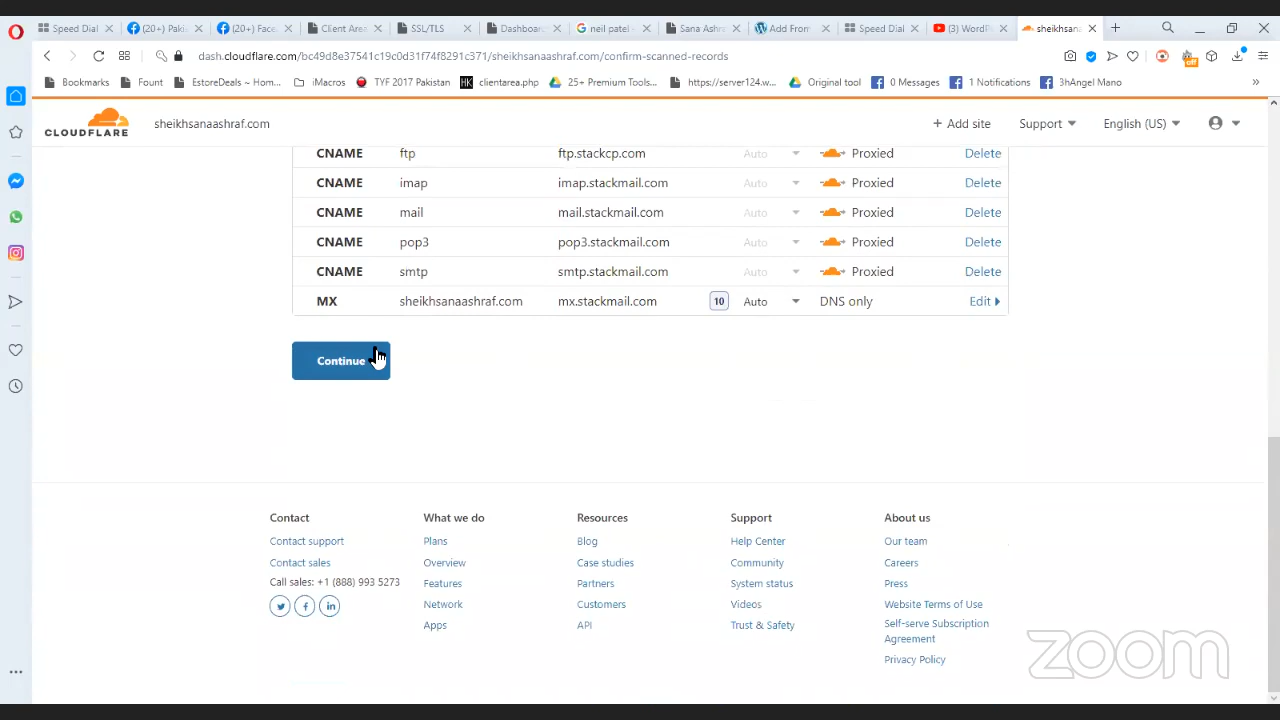 Speed Dial
(20+) Paki
(20+) Face
Client Area
SSL/TLS
Dashboard
neil patel
Sana Ashra
Add From
Speed Dial
(3) WordP
sheikhsana
dash.cloudflare.com/bc49d8e37541c19c0d31f74f8291c371/sheikhsanaashraf.com/confirm-scanned-records
Bookmarks Fount EstoreDeals ~ Hom... iMacros TYF 2017 Pakistan HK clientarea.php 25+ Premium Tools... https://server124.w... Original tool 0 Messages 1 Notifications 3hAngel Mano »
off
CLOUDFLARE sheikhsanaashraf.com + Add site Support English (US)
CNAME ftp ftp.stackcp.com Auto Proxied Delete
CNAME imap imap.stackmail.com Auto Proxied Delete
CNAME mail mail.stackmail.com Auto Proxied Delete
CNAME pop3 pop3.stackmail.com Auto Proxied Delete
CNAME smtp smtp.stackmail.com Auto Proxied Delete
MX sheikhsanaashraf.com mx.stackmail.com 10 Auto DNS only Edit
Continue
Contact
Contact support
Contact sales
Call sales: +1 (888) 993 5273
What we do
Plans
Overview
Features
Network
Apps
Resources
Blog
Case studies
Partners
Customers
API
Support
Help Center
Community
System status
Videos
Trust & Safety
About us
Our team
Careers
Press
Website Terms of Use
Self-serve Subscription
Agreement
Privacy Policy
zoom